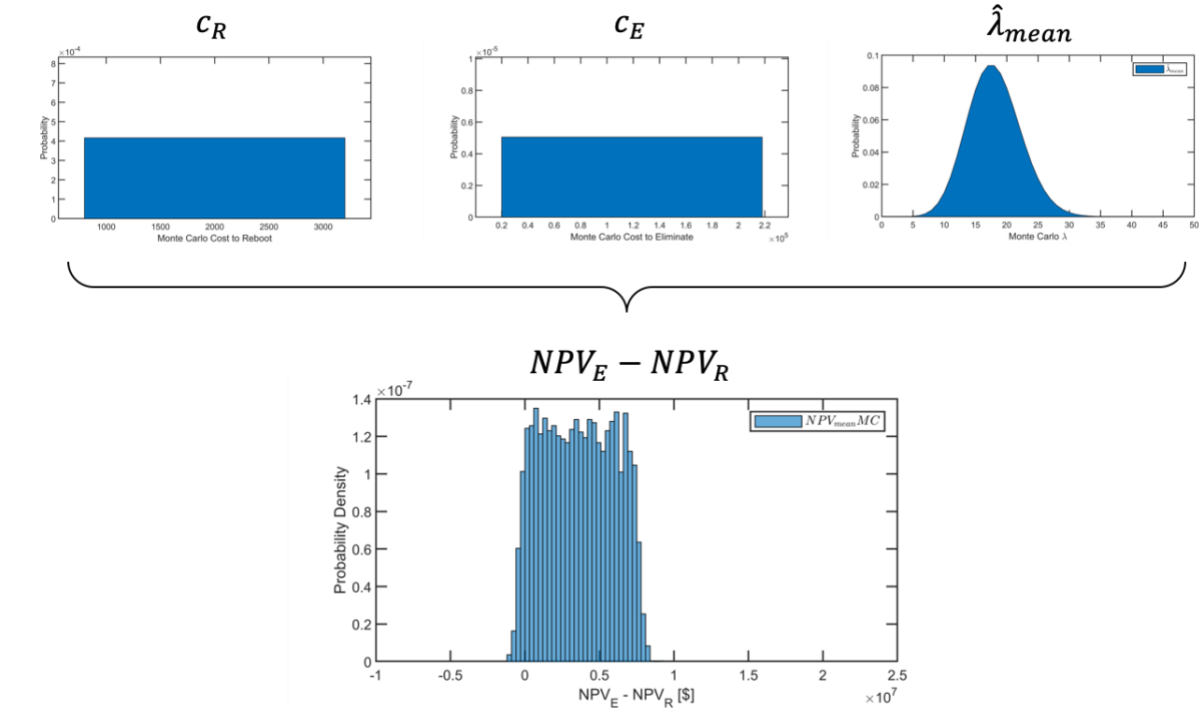 c_R
c_E
λ̂_mean
×10^-4
8
7
6
5
4
3
2
1
0
Probability
1000 1500 2000 2500 3000
Monte Carlo Cost to Reboot
×10^-5
1
0.8
0.6
0.4
0.2
0
Probability
0.2 0.4 0.6 0.8 1 1.2 1.4 1.6 1.8 2 2.2
×10^5
Monte Carlo Cost to Eliminate
0.1
0.08
0.06
0.04
0.02
0
Probability
λ̂_mean
0 5 10 15 20 25 30 35 40 45 50
Monte Carlo λ
NPV_E − NPV_R
×10^-7
1.4
1.2
1
0.8
0.6
0.4
0.2
0
Probability Density
NPV_mean MC
-1 -0.5 0 0.5 1 1.5 2 2.5
×10^7
NPV_E - NPV_R [$]